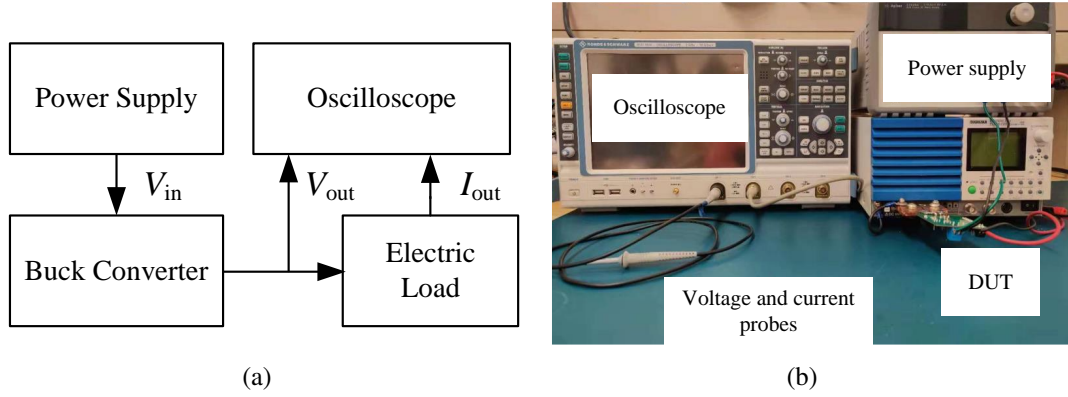 Power Supply
Oscilloscope
V_in
V_out
I_out
Buck Converter
Electric
Load
(a)
Oscilloscope
Power supply
DUT
Voltage and current
probes
(b)